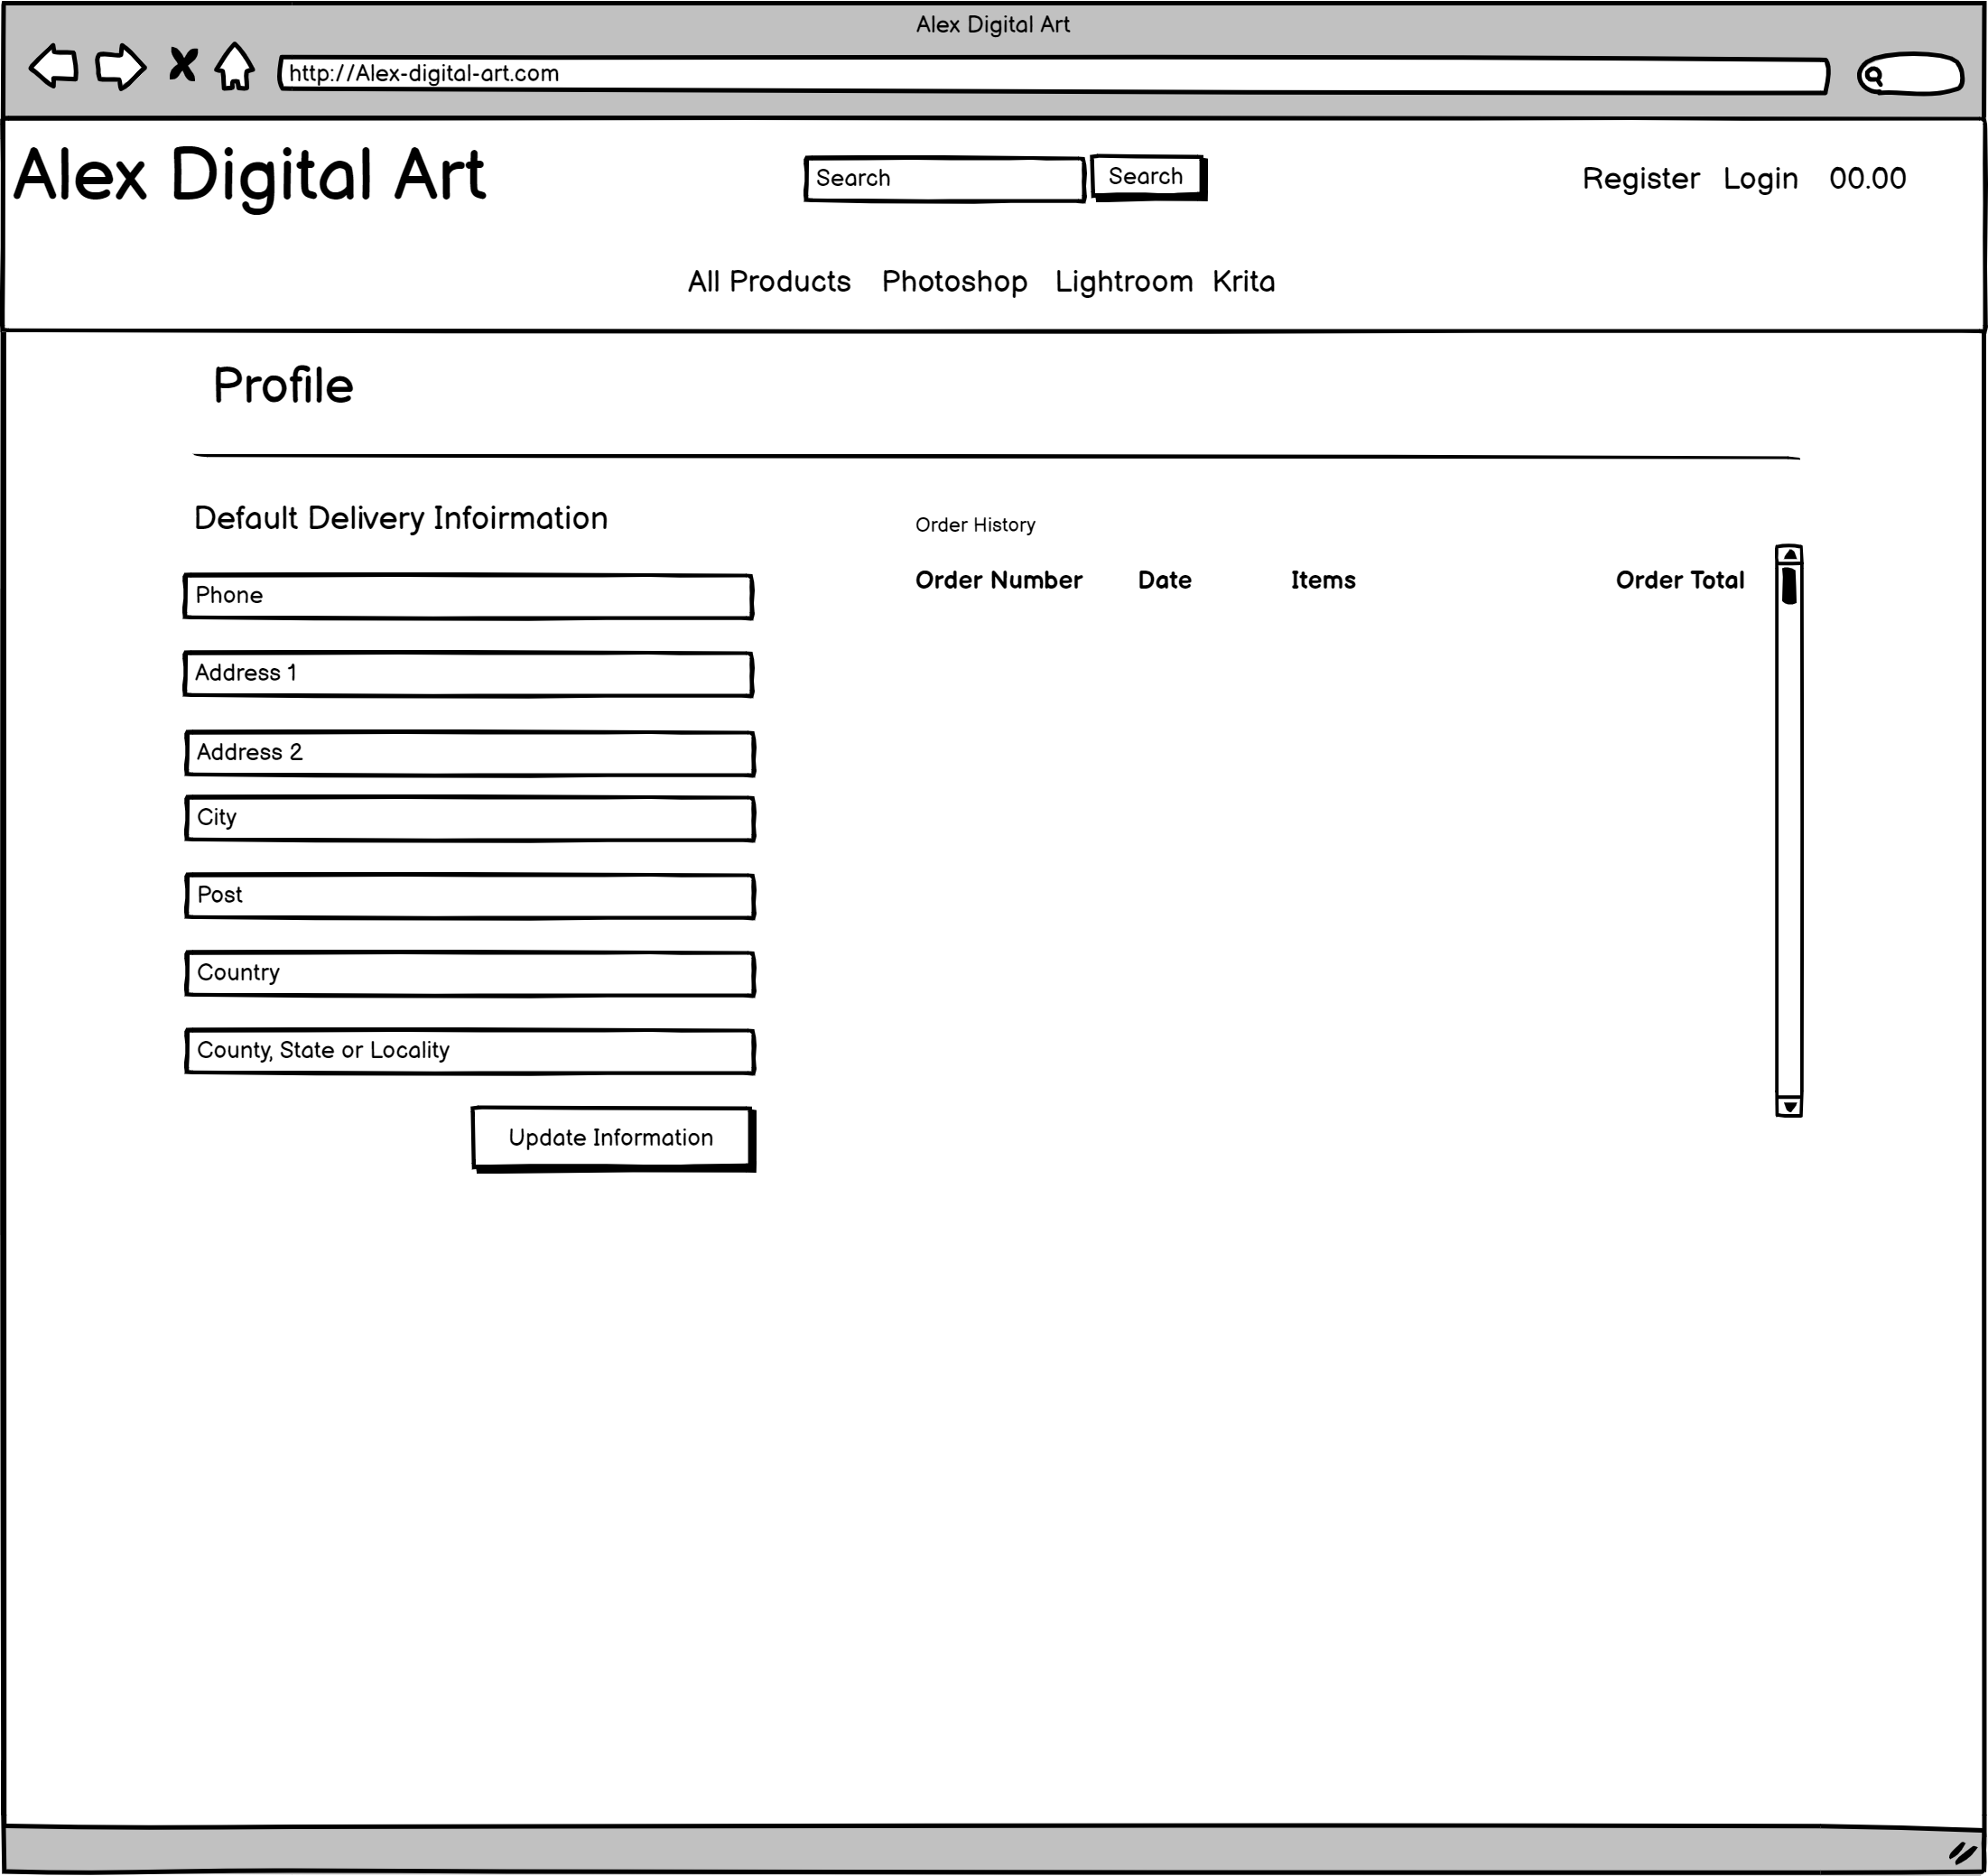 Alex Digital Art
http://Alex-digital-art.com
Alex Digital Art
Search
Search
Register Login 00.00
All Products Photoshop Lightroom Krita
Profile
Default Delivery Infoirmation
Phone
Address 1
Address 2
City
Post
Country
County, State or Locality
Update Information
Order History
Order Number Date Items Order Total